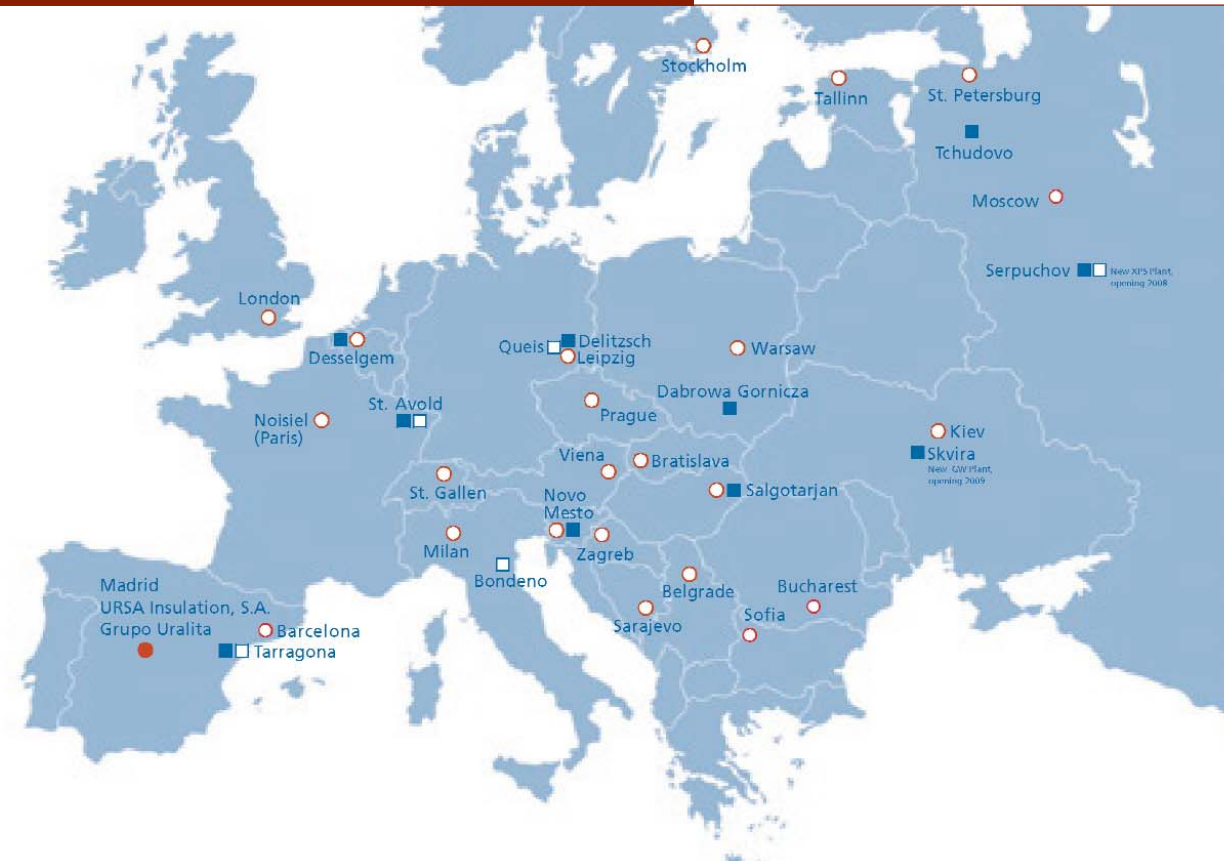 Stockholm
Tallinn
St. Petersburg
Tchudovo
Moscow
Serpuchov
New XPS Plant,
opening 2008
London
Desselgem
Queis
Delitzsch
Leipzig
Warsaw
Dabrowa Gornicza
St. Avold
Prague
Noisiel
(Paris)
Kiev
Skvira
New GW Plant,
opening 2009
Viena
Bratislava
St. Gallen
Novo
Mesto
Salgotarjan
Milan
Zagreb
Bondeno
Belgrade
Bucharest
Sarajevo
Sofia
Madrid
URSA Insulation, S.A.
Grupo Uralita
Barcelona
Tarragona